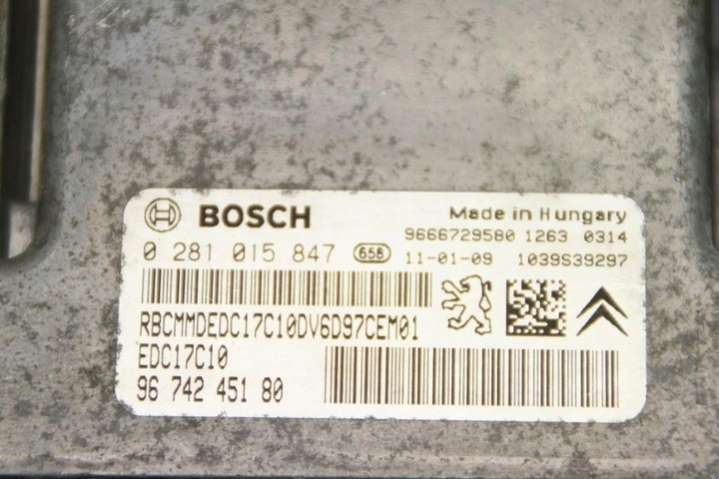 BOSCH
Made in Hungary
9666729580 1263 0314
0 281 015 847 656 11-01-09 1039S39297
RBCMMDEDC17C10DV6D97CEM01
EDC17C10
96 742 451 80